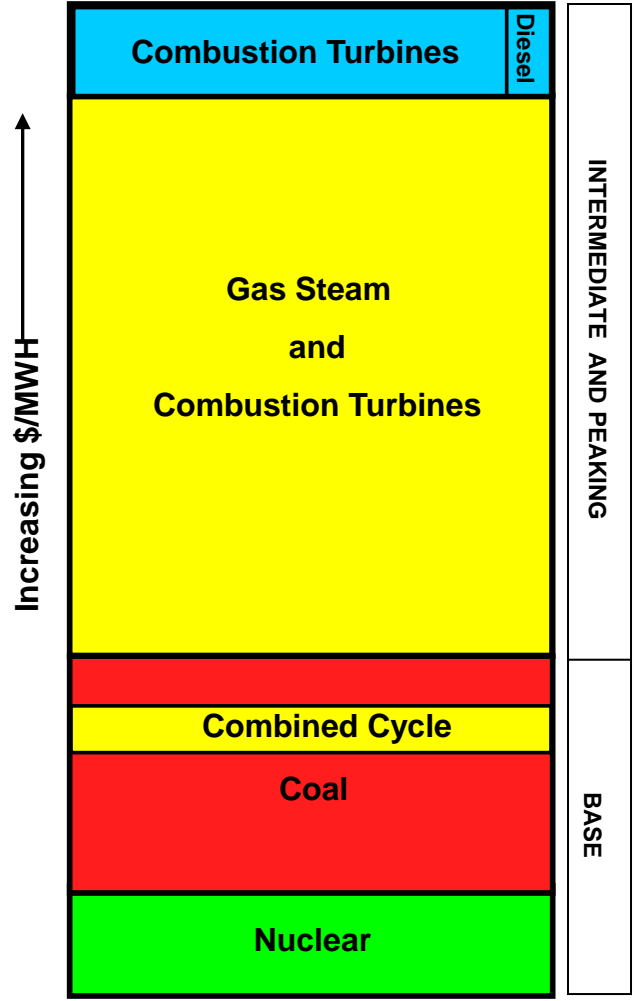 Combustion Turbines
Diesel
Gas Steam
and
Combustion Turbines
Combined Cycle
Coal
Nuclear
Increasing $/MWH
INTERMEDIATE AND PEAKING
BASE